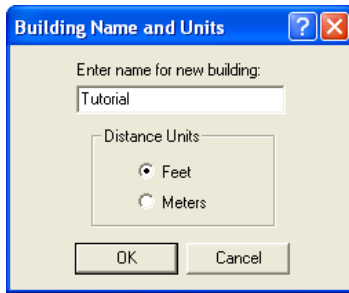 Building Name and Units
Enter name for new building:
Tutorial
Distance Units
Feet
Meters
OK Cancel